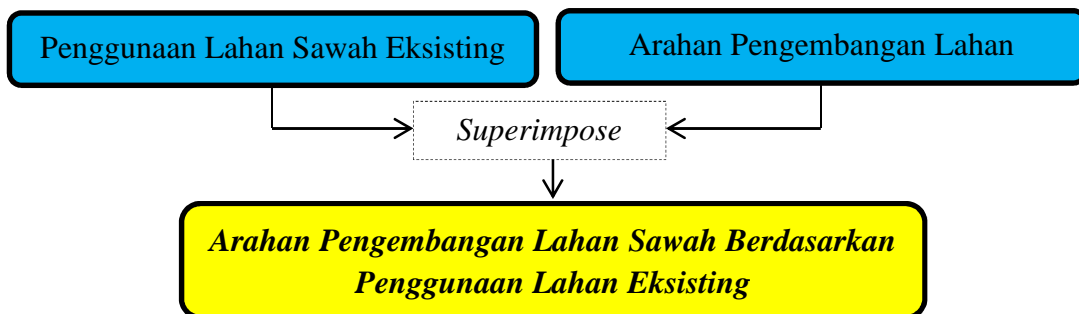 Penggunaan Lahan Sawah Eksisting
Arahan Pengembangan Lahan
Superimpose
Arahan Pengembangan Lahan Sawah Berdasarkan
Penggunaan Lahan Eksisting